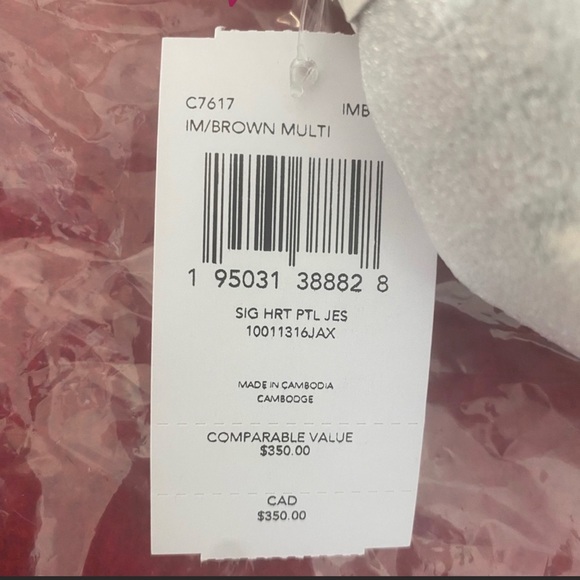 C7617 IMB
IM/BROWN MULTI
1 95031 38882 8
SIG HRT PTL JES
10011316JAX
MADE IN CAMBODIA
CAMBODGE
COMPARABLE VALUE
$350.00
CAD
$350.00